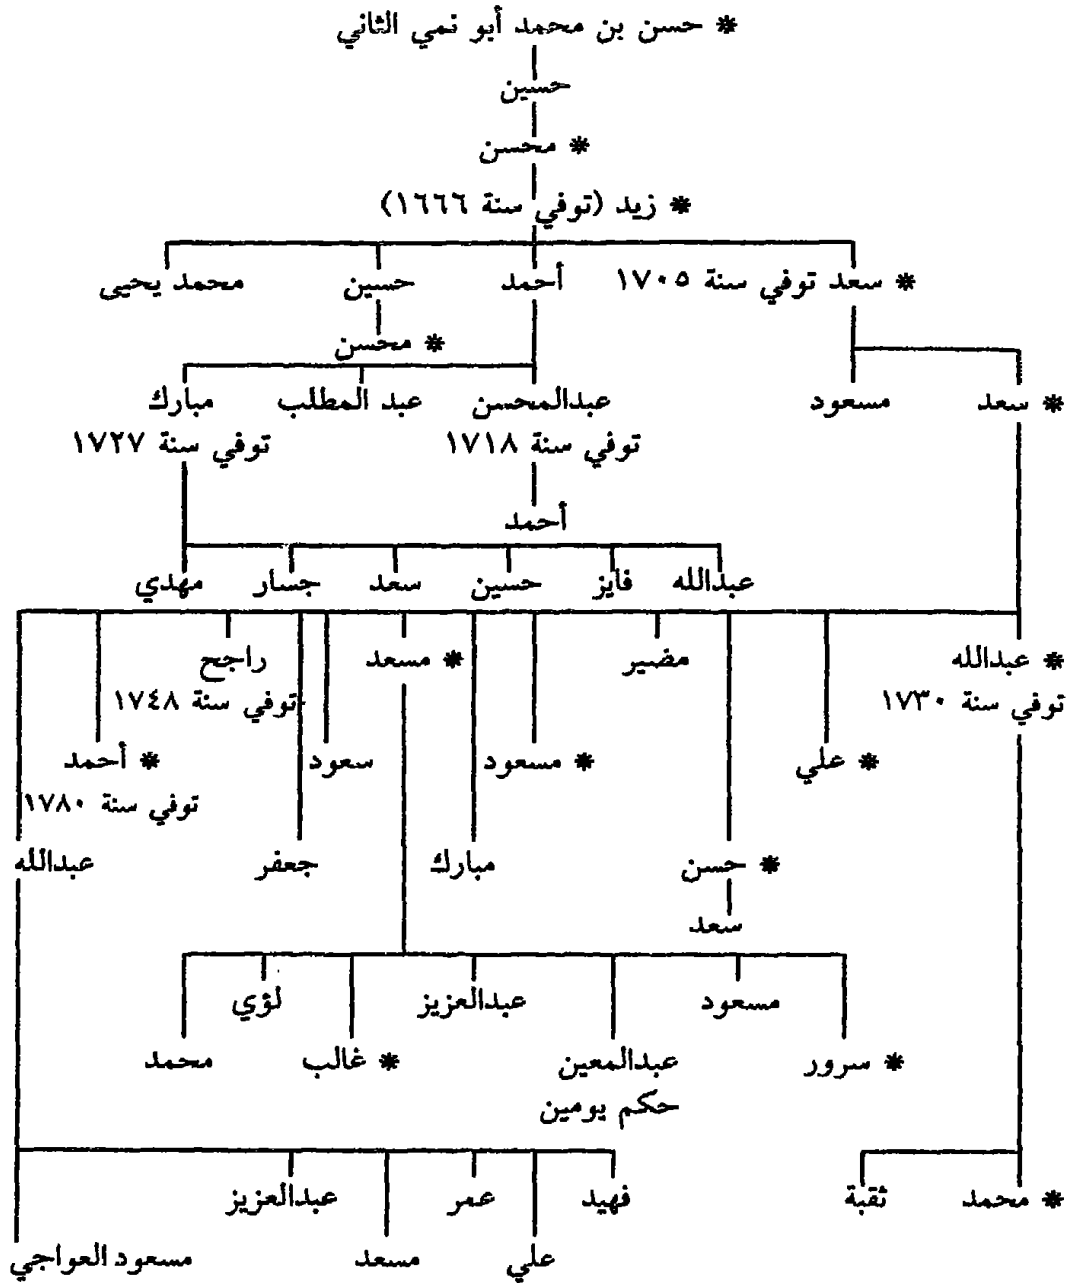 * حسن بن محمد أبو نمي الثاني
حسين
* محسن
* زيد (توفي سنة ١٦٦٦)
* سعد توفي سنة ١٧٠٥
أحمد
حسين
محمد يحيى
* محسن
* سعد
مسعود
عبدالمحسن
عبد المطلب
مبارك
توفي سنة ١٧١٨
توفي سنة ١٧٢٧
أحمد
عبدالله
فايز
حسين
سعد
جسار
مهدي
* عبدالله
مضير
* مسعد
راجح
توفي سنة ١٧٣٠
توفي سنة ١٧٤٨
* علي
* مسعود
سعود
* أحمد
توفي سنة ١٧٨٠
* حسن
مبارك
جعفر
عبدالله
سعد
مسعود
عبدالعزيز
لؤي
* سرور
عبدالمعين
* غالب
محمد
حكم يومين
* محمد
ثقبة
فهيد
عمر
عبدالعزيز
علي
مسعد
مسعود العواجي